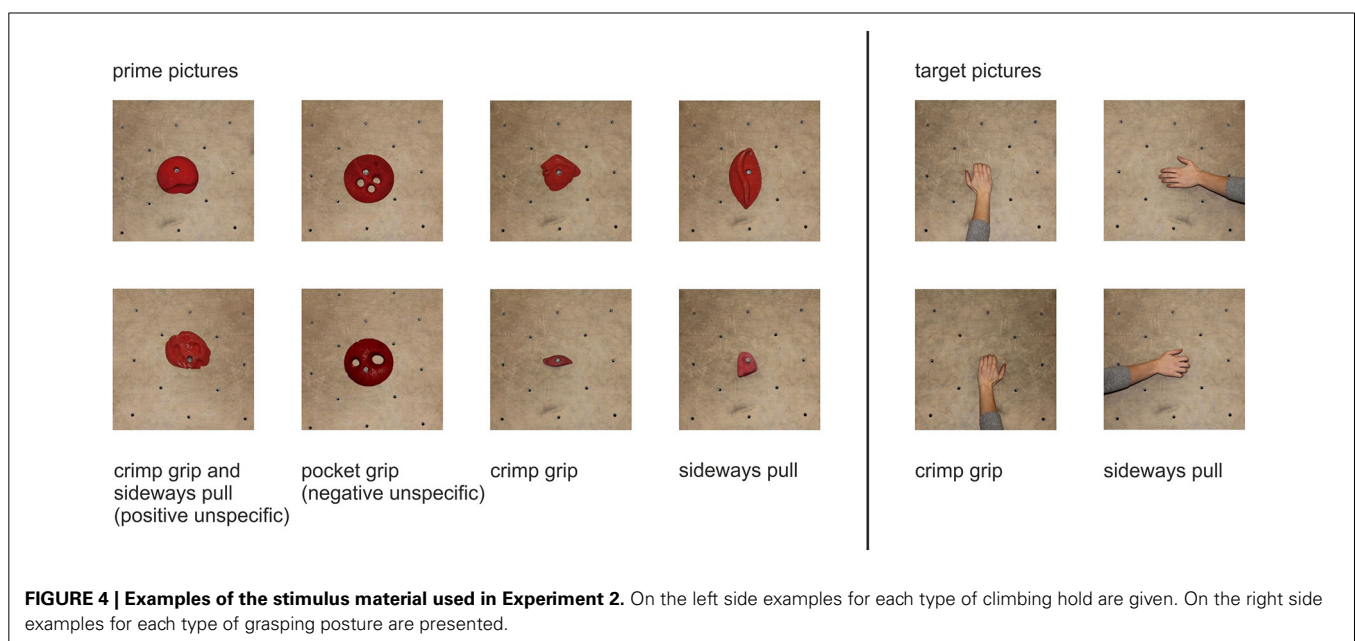 prime pictures
target pictures
crimp grip and
sideways pull
(positive unspecific)
pocket grip
(negative unspecific)
crimp grip
sideways pull
crimp grip
sideways pull
FIGURE 4 | Examples of the stimulus material used in Experiment 2. On the left side examples for each type of climbing hold are given. On the right side
examples for each type of grasping posture are presented.